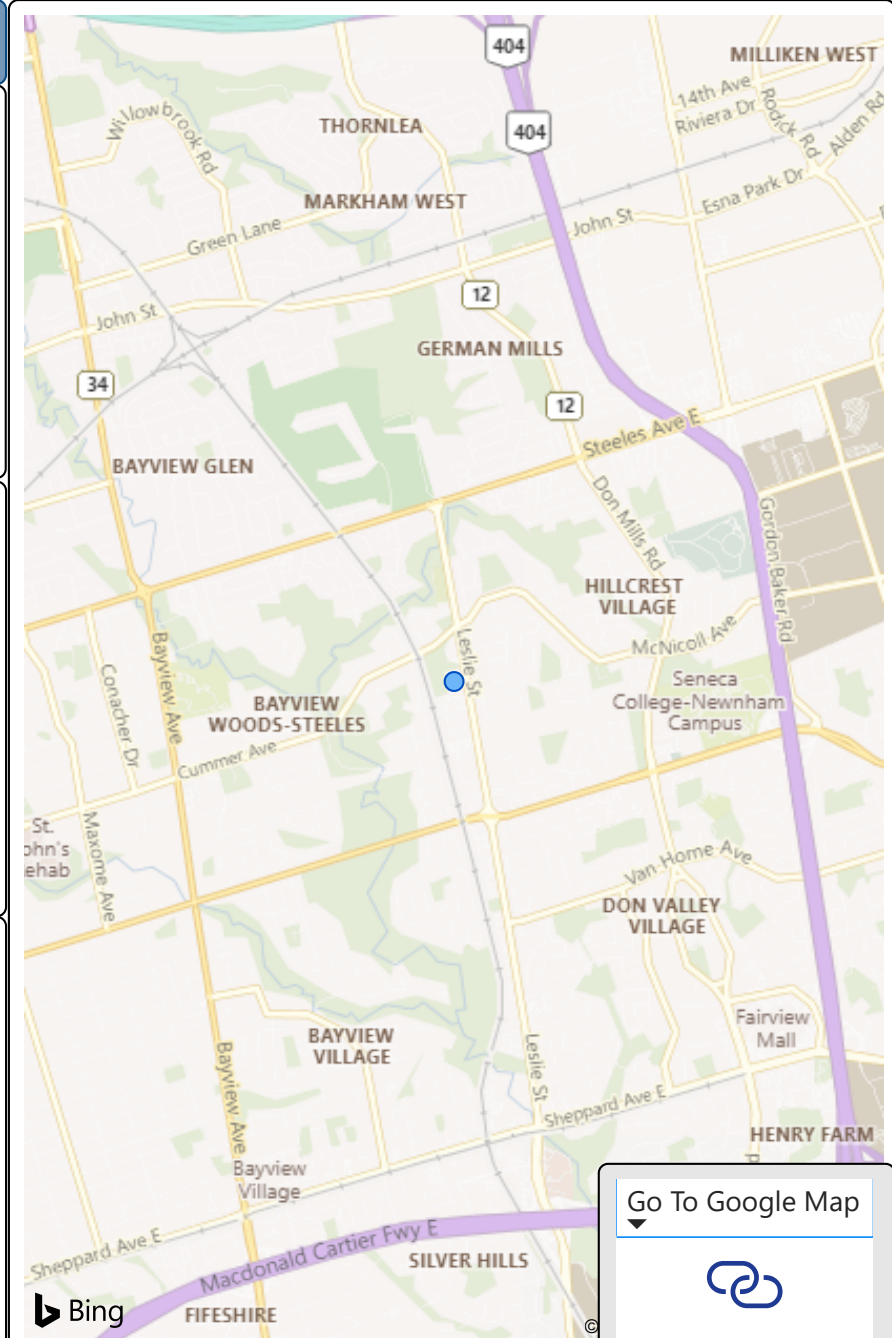 404
MILLIKEN WEST
14th Ave
Riviera Dr
Rodick Rd
Alden Rd
404
THORNLEA
Willowbrook Rd
MARKHAM WEST
Esna Park Dr
John St
Green Lane
12
John St
GERMAN MILLS
34
12
Steeles Ave E
BAYVIEW GLEN
Don Mills Rd
Gordon Baker Rd
HILLCREST
VILLAGE
McNicoll Ave
Leslie St
Bayview Ave
Conacher Dr
Seneca
College-Newnham
Campus
BAYVIEW
WOODS-STEELES
Cummer Ave
St.
ohn's
ehab
Maxome Ave
Van Horne Ave
DON VALLEY
VILLAGE
Fairview
Mall
BAYVIEW
VILLAGE
Bayview Ave
Leslie St
Sheppard Ave E
HENRY FARM
Bayview
Village
Go To Google Map
Sheppard Ave E
Macdonald Cartier Fwy E
SILVER HILLS
Bing
FIFESHIRE
©